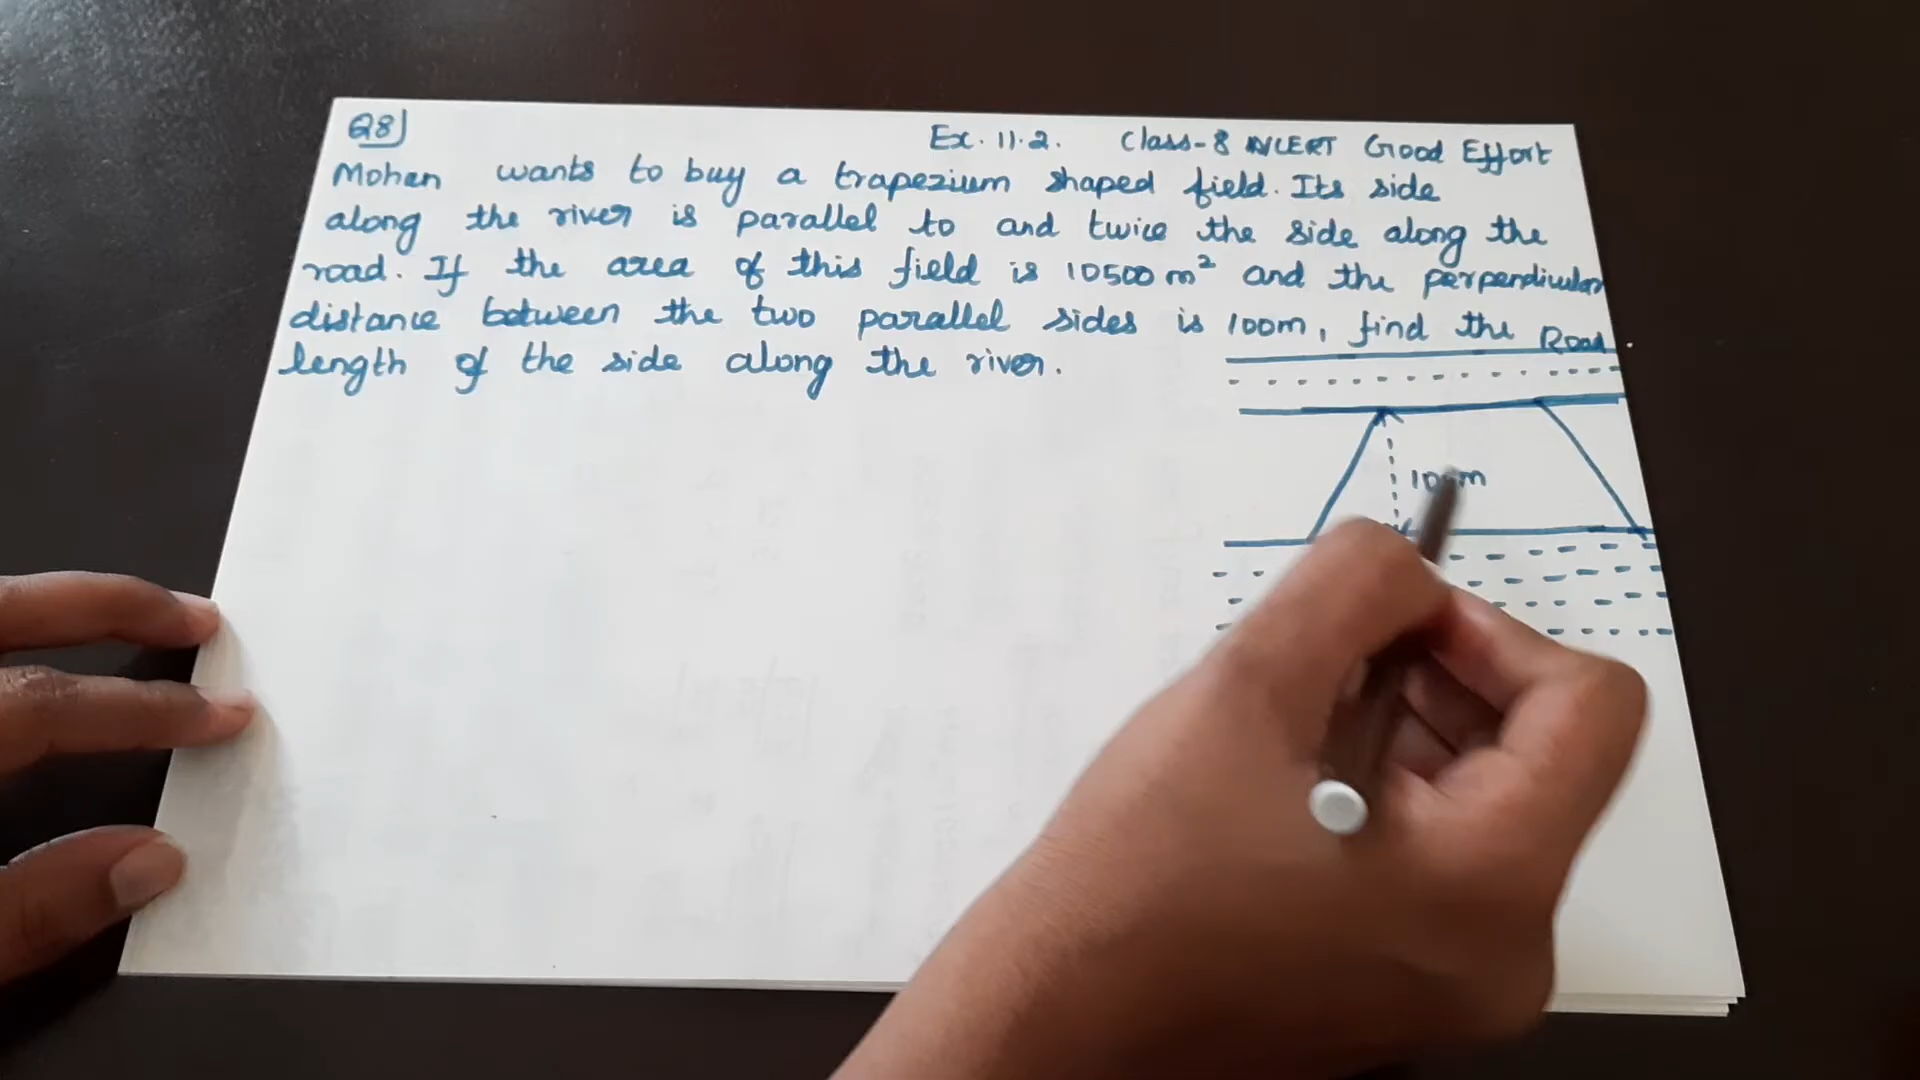 Q8)
Ex. 11.2. Class-8 NCERT Good Effort
Mohan wants to buy a trapezium shaped field. Its side
along the river is parallel to and twice the side along the
road. If the area of this field is 10500 m² and the perpendicular
distance between the two parallel sides is 100m, find the
length of the side along the river.
Road
100m